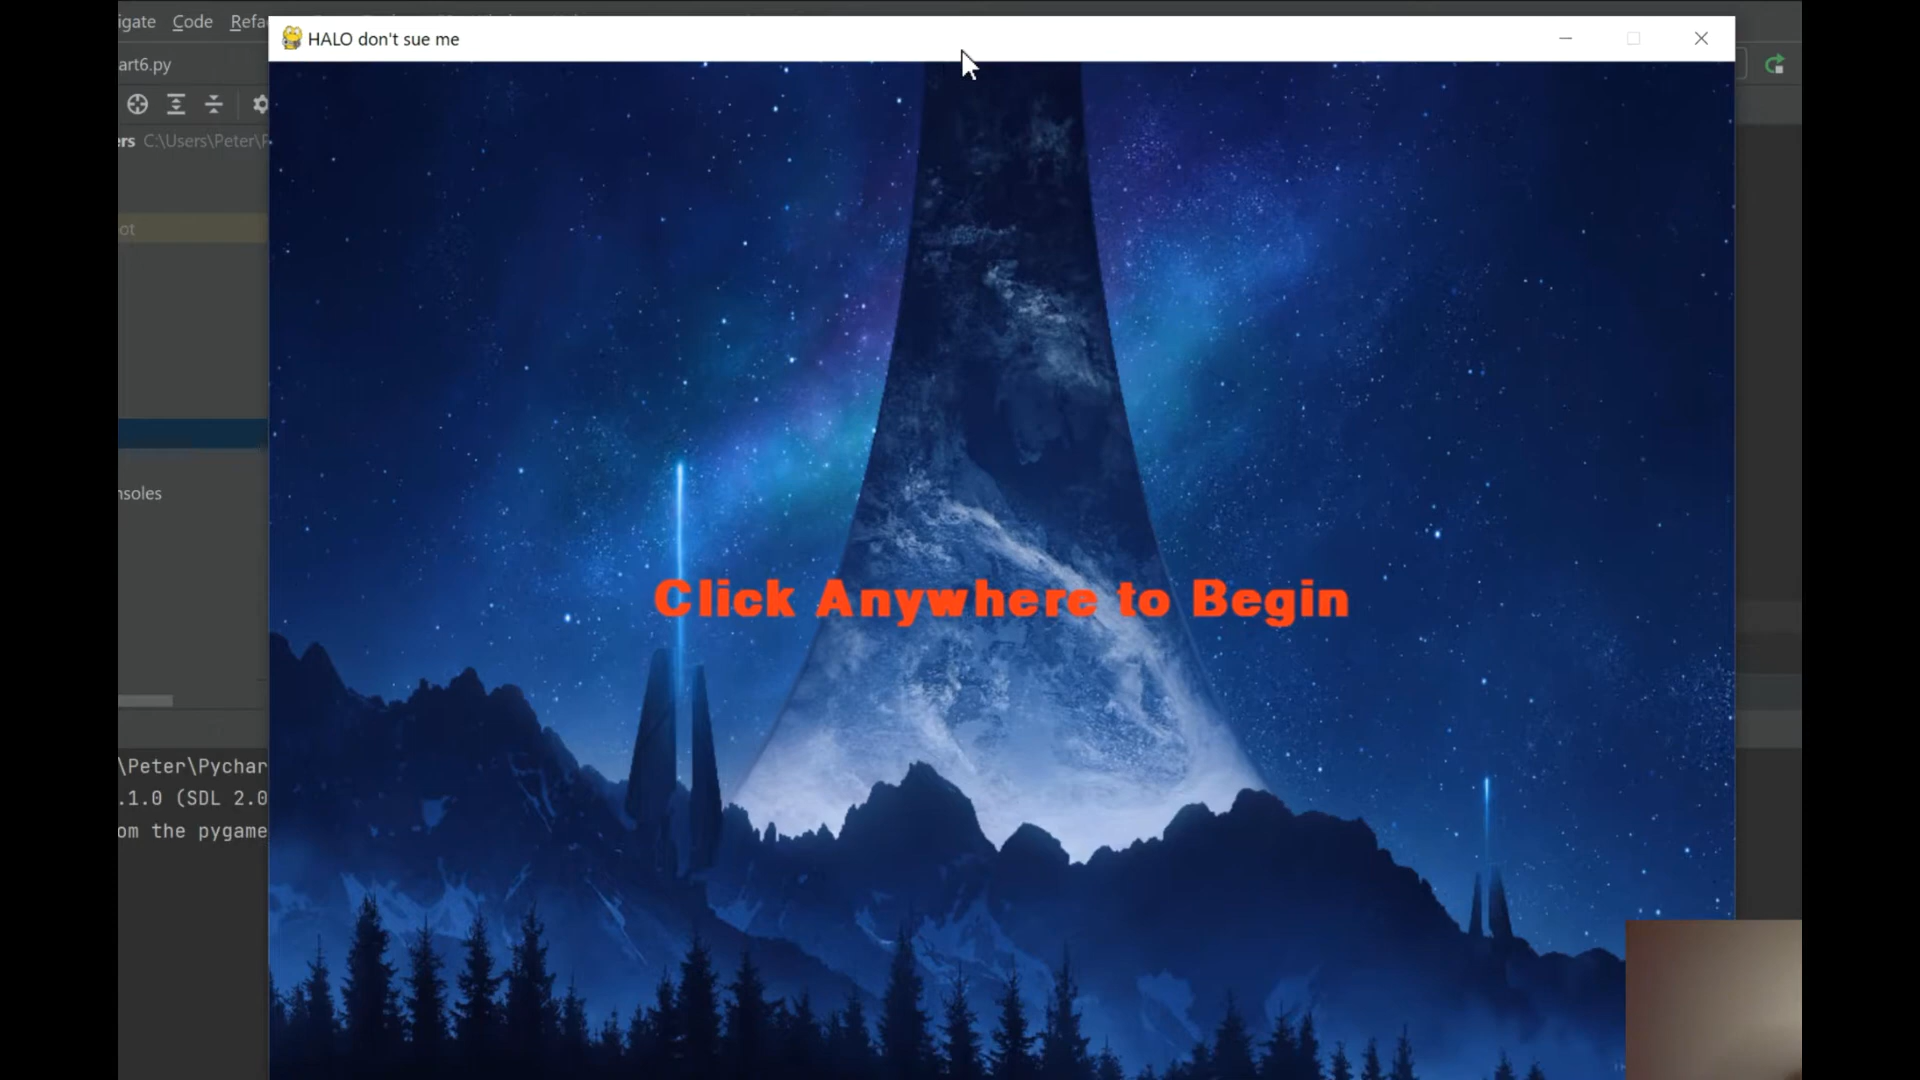 igate Code Refa
HALO don't sue me
art6.py
ers C:\Users\Peter\P
ot
nsoles
Click Anywhere to Begin
\Peter\Pychar
.1.0 (SDL 2.0
om the pygame